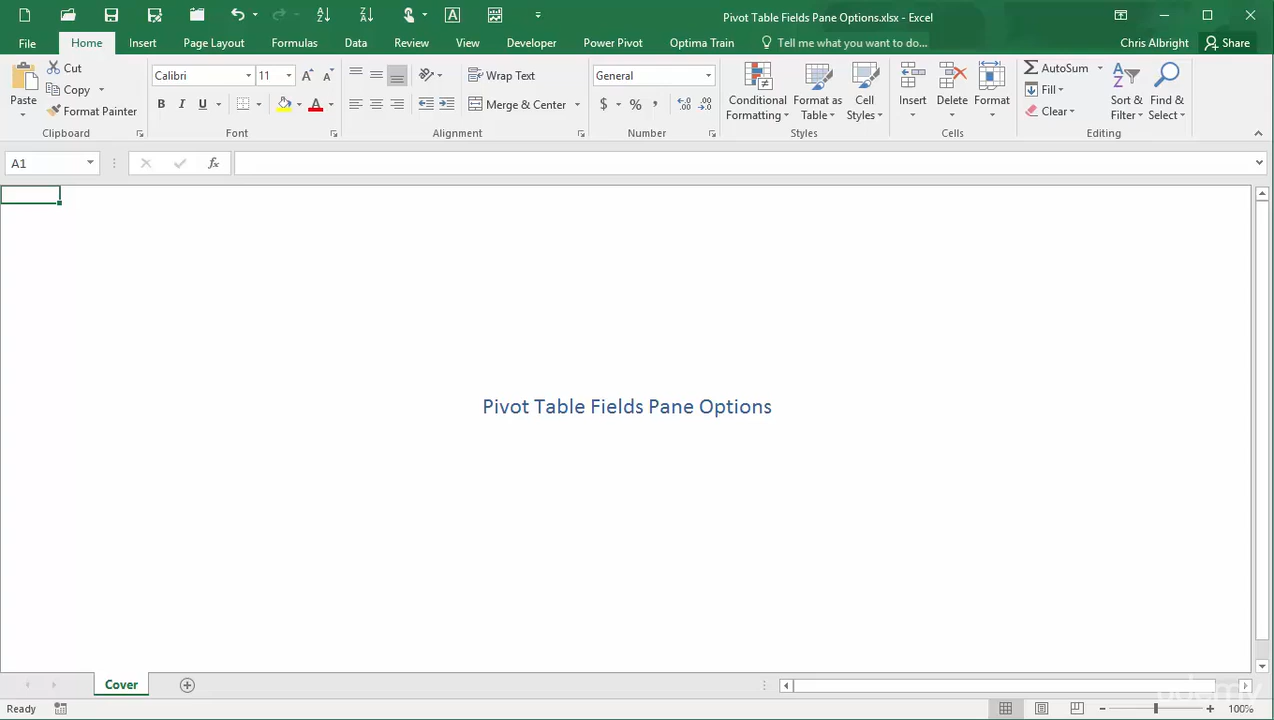 Pivot Table Fields Pane Options.xlsx - Excel
File Home Insert Page Layout Formulas Data Review View Developer Power Pivot Optima Train Tell me what you want to do... Chris Albright Share
Paste
Cut
Copy
Format Painter
Clipboard
Calibri 11
B I U
Font
Wrap Text
Merge & Center
Alignment
General
$ % ,
Number
Conditional Formatting
Format as Table
Cell Styles
Styles
Insert
Delete
Format
Cells
AutoSum
Fill
Clear
Sort & Filter
Find & Select
Editing
A1
fx
Pivot Table Fields Pane Options
Cover
udemy
Ready
100%